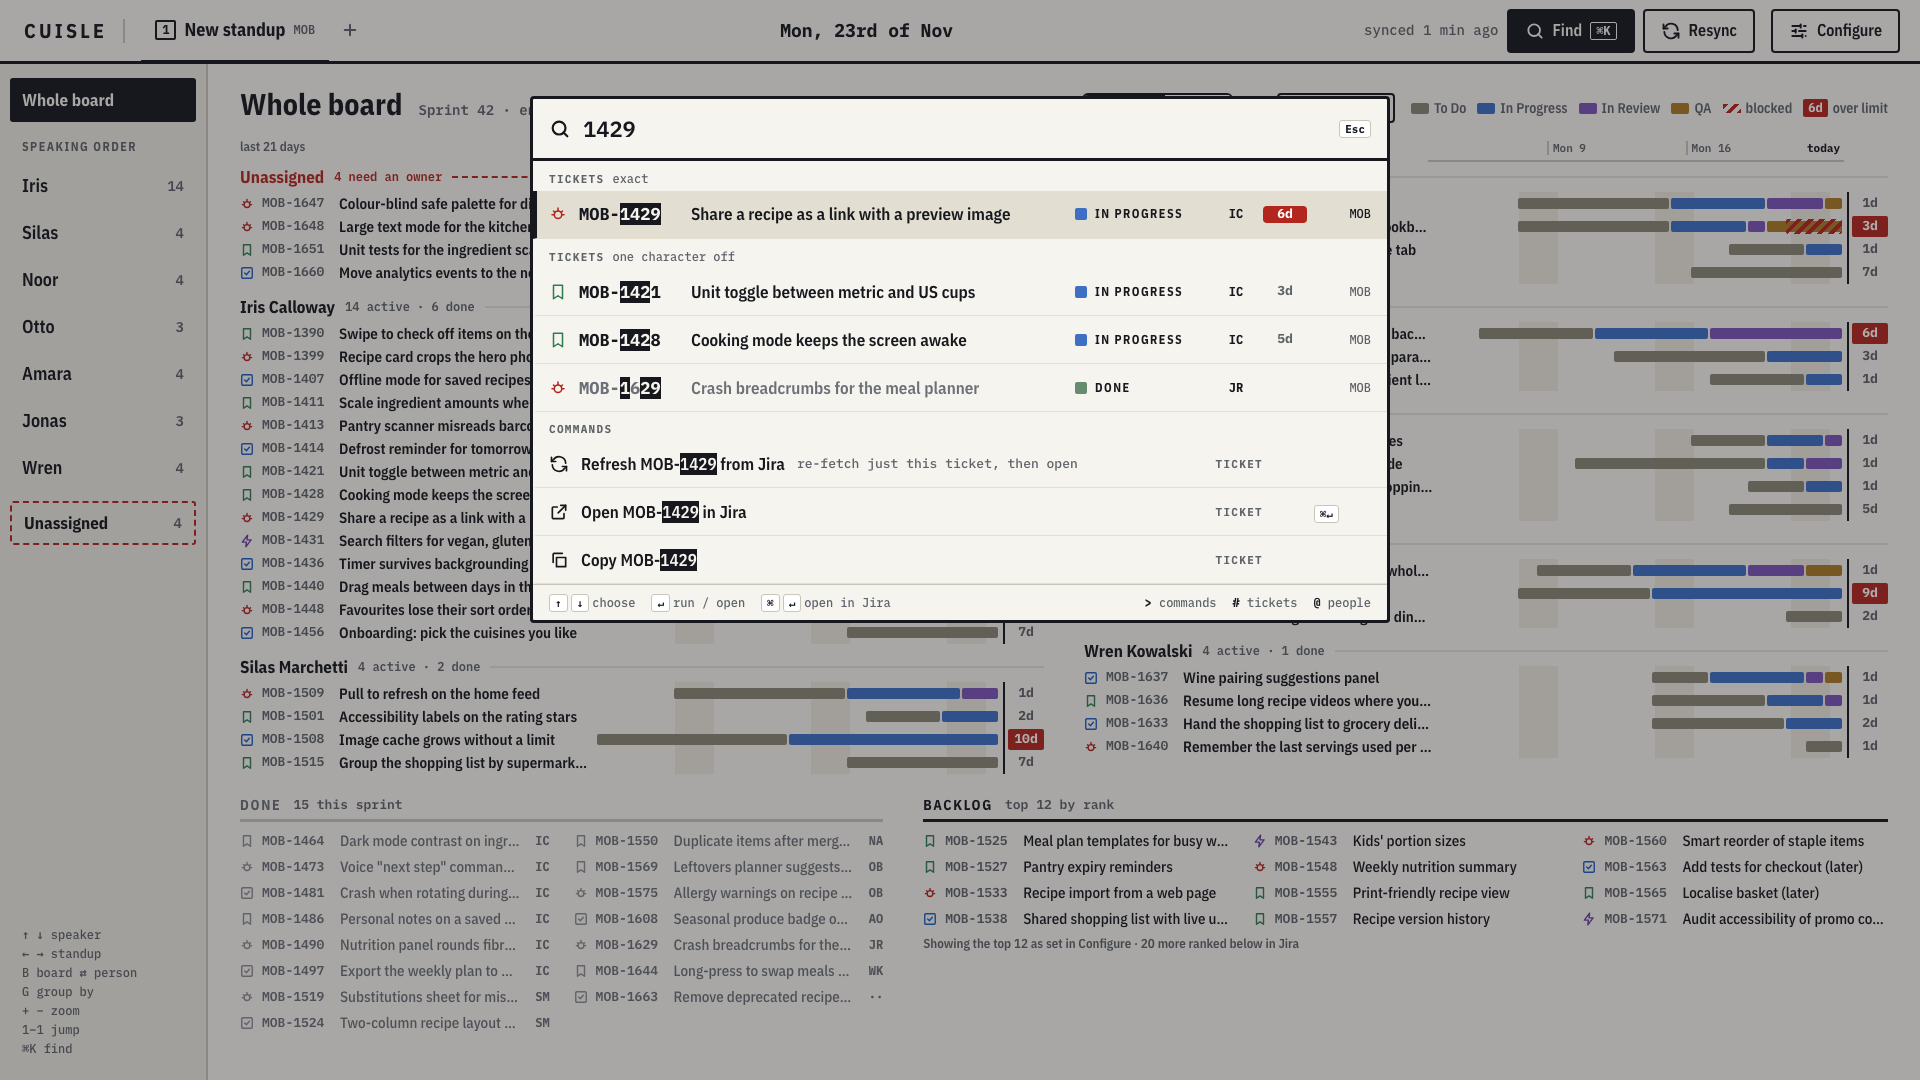 CUISLE
1 New standup MOB
+
Mon, 23rd of Nov
synced 1 min ago
Find ⌘K
Resync
Configure
Whole board
SPEAKING ORDER
Iris 14
Silas 4
Noor 4
Otto 3
Amara 4
Jonas 3
Wren 4
Unassigned 4
↑ ↓ speaker
← → standup
B board ⇄ person
G group by
+ − zoom
1–1 jump
⌘K find
Whole board Sprint 42 ·
To Do In Progress In Review QA blocked 6d over limit
last 21 days
Mon 9 Mon 16 today
1429 Esc
TICKETS exact
MOB-1429 Share a recipe as a link with a preview image IN PROGRESS IC 6d MOB
TICKETS one character off
MOB-1421 Unit toggle between metric and US cups IN PROGRESS IC 3d MOB
MOB-1428 Cooking mode keeps the screen awake IN PROGRESS IC 5d MOB
MOB-1629 Crash breadcrumbs for the meal planner DONE JR MOB
COMMANDS
Refresh MOB-1429 from Jira re-fetch just this ticket, then open TICKET
Open MOB-1429 in Jira TICKET ⌘↵
Copy MOB-1429 TICKET
↑ ↓ choose ↵ run / open ⌘ ↵ open in Jira > commands # tickets @ people
Unassigned 4 need an owner
MOB-1647 Colour-blind safe palette for
MOB-1648 Large text mode for the
MOB-1651 Unit tests for the ingredient
MOB-1660 Move analytics events to the
Iris Calloway 14 active · 6 done
MOB-1390 Swipe to check off items on
MOB-1399 Recipe card crops the hero
MOB-1407 Offline mode for saved recipes
MOB-1411 Scale ingredient amounts
MOB-1413 Pantry scanner misreads
MOB-1414 Defrost reminder for tomorrow
MOB-1421 Unit toggle between metric
MOB-1428 Cooking mode keeps the
MOB-1429 Share a recipe as a link with a
MOB-1431 Search filters for vegan,
MOB-1436 Timer survives backgrounding
MOB-1440 Drag meals between days in
MOB-1448 Favourites lose their sort order
MOB-1456 Onboarding: pick the cuisines you like 7d
Silas Marchetti 4 active · 2 done
MOB-1509 Pull to refresh on the home feed 1d
MOB-1501 Accessibility labels on the rating stars 2d
MOB-1508 Image cache grows without a limit 10d
MOB-1515 Group the shopping list by supermark... 7d
1d
3d
tab 1d
7d
6d
3d
1d
1d
1d
1d
5d
1d
9d
din... 2d
Wren Kowalski 4 active · 1 done
MOB-1637 Wine pairing suggestions panel 1d
MOB-1636 Resume long recipe videos where you... 1d
MOB-1633 Hand the shopping list to grocery deli... 2d
MOB-1640 Remember the last servings used per ... 1d
DONE 15 this sprint
MOB-1464 Dark mode contrast on ingr... IC
MOB-1473 Voice "next step" comman... IC
MOB-1481 Crash when rotating during... IC
MOB-1486 Personal notes on a saved ... IC
MOB-1490 Nutrition panel rounds fibr... IC
MOB-1497 Export the weekly plan to ... IC
MOB-1519 Substitutions sheet for mis... SM
MOB-1524 Two-column recipe layout ... SM
MOB-1550 Duplicate items after merg... NA
MOB-1569 Leftovers planner suggests... OB
MOB-1575 Allergy warnings on recipe ... OB
MOB-1608 Seasonal produce badge o... AO
MOB-1629 Crash breadcrumbs for the... JR
MOB-1644 Long-press to swap meals ... WK
MOB-1663 Remove deprecated recipe... ··
BACKLOG top 12 by rank
MOB-1525 Meal plan templates for busy w...
MOB-1527 Pantry expiry reminders
MOB-1533 Recipe import from a web page
MOB-1538 Shared shopping list with live u...
MOB-1543 Kids' portion sizes
MOB-1548 Weekly nutrition summary
MOB-1555 Print-friendly recipe view
MOB-1557 Recipe version history
MOB-1560 Smart reorder of staple items
MOB-1563 Add tests for checkout (later)
MOB-1565 Localise basket (later)
MOB-1571 Audit accessibility of promo co...
Showing the top 12 as set in Configure · 20 more ranked below in Jira